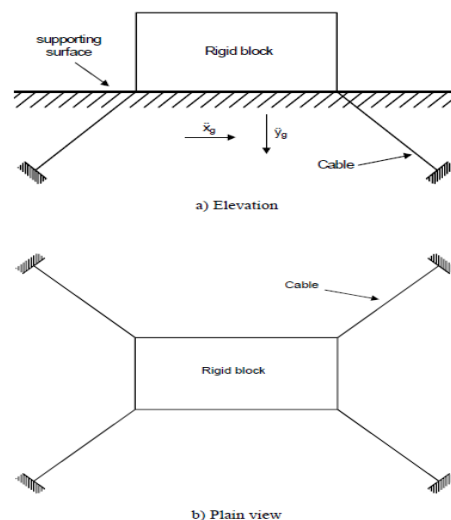 supporting
surface
Rigid block
ẍg
ÿg
Cable
a) Elevation
Cable
Rigid block
b) Plain view